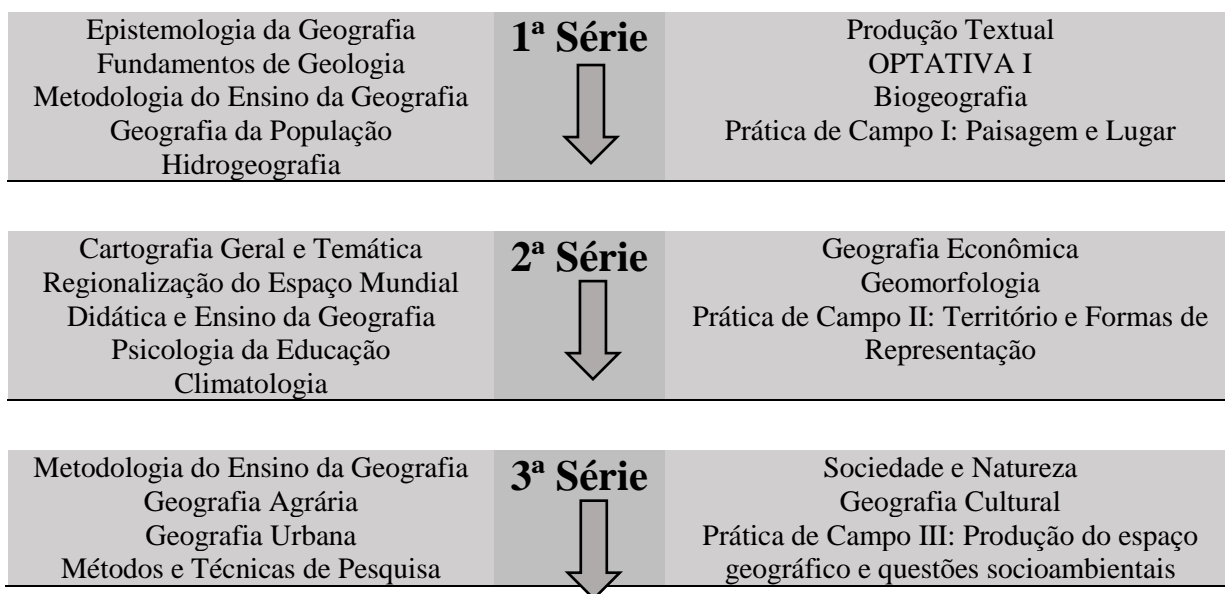 Epistemologia da Geografia
Fundamentos de Geologia
Metodologia do Ensino da Geografia
Geografia da População
Hidrogeografia
1ª Série
Produção Textual
OPTATIVA I
Biogeografia
Prática de Campo I: Paisagem e Lugar
Cartografia Geral e Temática
Regionalização do Espaço Mundial
Didática e Ensino da Geografia
Psicologia da Educação
Climatologia
2ª Série
Geografia Econômica
Geomorfologia
Prática de Campo II: Território e Formas de
Representação
Metodologia do Ensino da Geografia
Geografia Agrária
Geografia Urbana
Métodos e Técnicas de Pesquisa
3ª Série
Sociedade e Natureza
Geografia Cultural
Prática de Campo III: Produção do espaço
geográfico e questões socioambientais